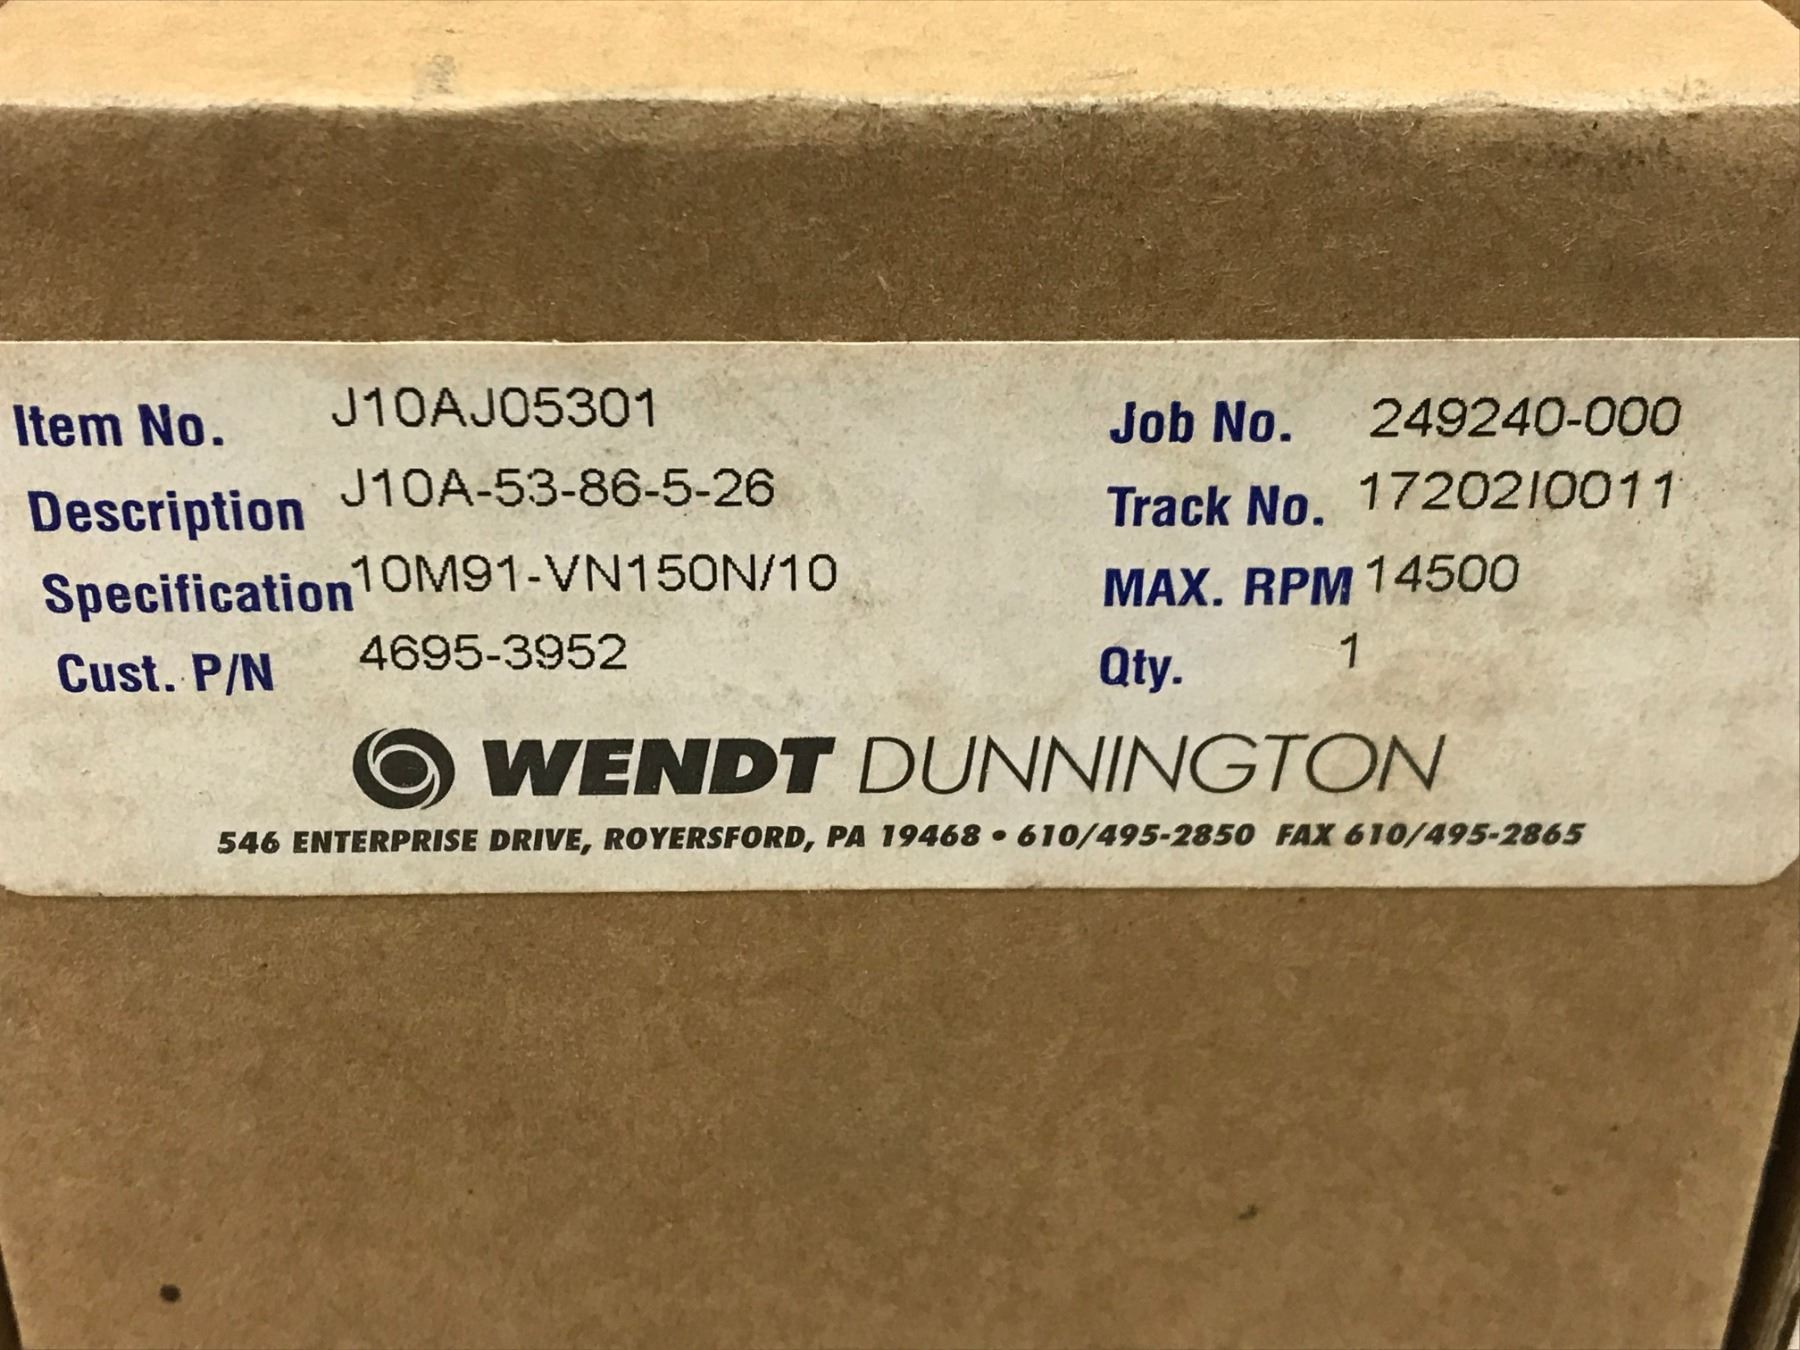 Item No. J10AJ05301 Job No. 249240-000
Description J10A-53-86-5-26 Track No. 17202I0011
Specification 10M91-VN150N/10 MAX. RPM 14500
Cust. P/N 4695-3952 Qty. 1
WENDT DUNNINGTON
546 ENTERPRISE DRIVE, ROYERSFORD, PA 19468 • 610/495-2850 FAX 610/495-2865